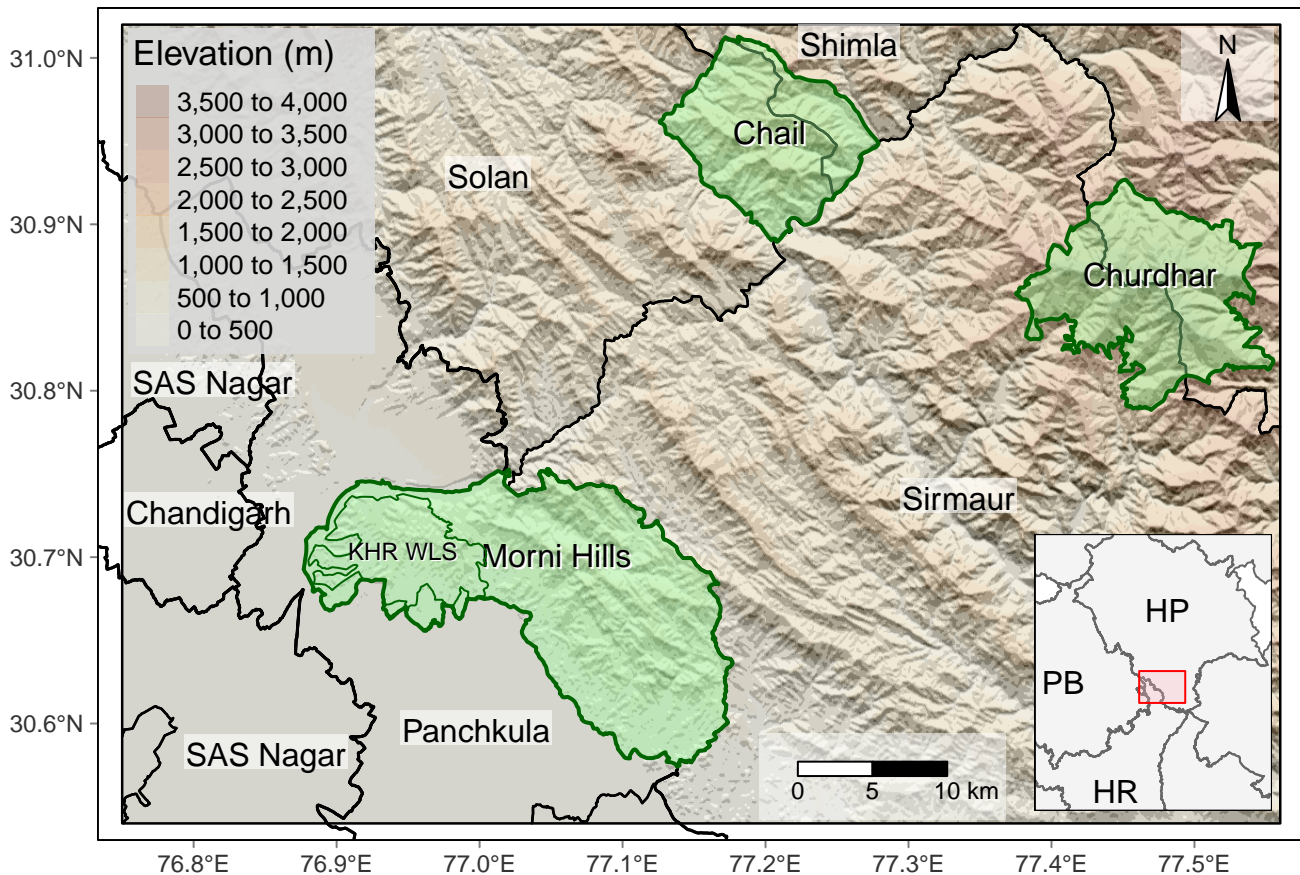 Elevation (m)
3,500 to 4,000
3,000 to 3,500
2,500 to 3,000
2,000 to 2,500
1,500 to 2,000
1,000 to 1,500
500 to 1,000
0 to 500
Shimla
N
Chail
Solan
Churdhar
SAS Nagar
Sirmaur
Chandigarh
KHR WLS
Morni Hills
Panchkula
SAS Nagar
HP
PB
HR
0 5 10 km
31.0°N
30.9°N
30.8°N
30.7°N
30.6°N
76.8°E 76.9°E 77.0°E 77.1°E 77.2°E 77.3°E 77.4°E 77.5°E